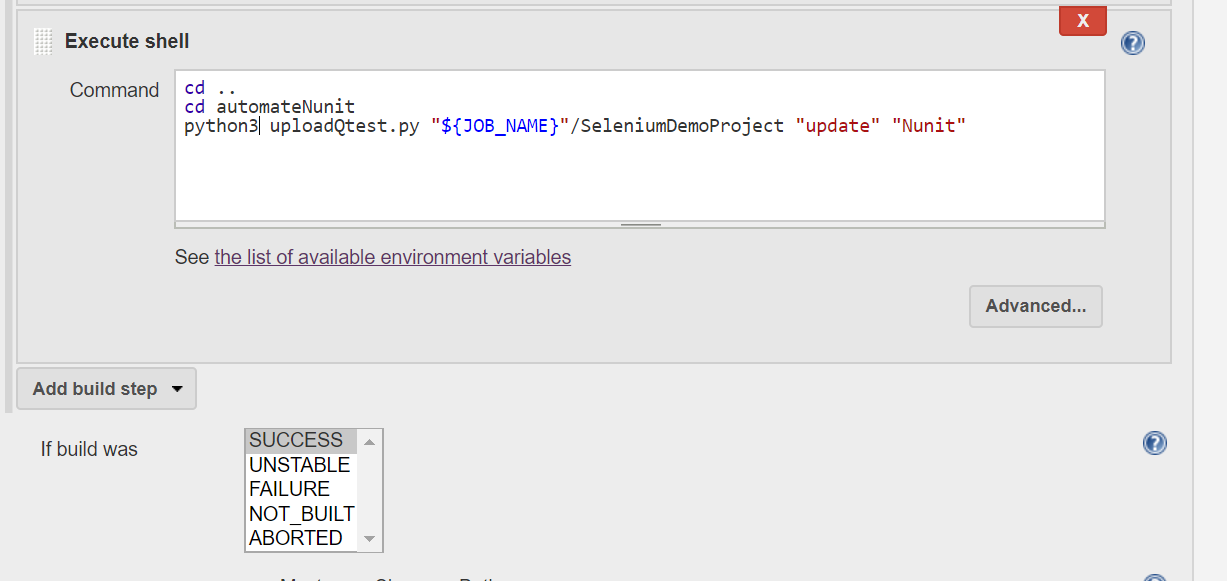 X
Execute shell
?
Command
cd ..
cd automateNunit
python3 uploadQtest.py "${JOB_NAME}"/SeleniumDemoProject "update" "Nunit"
See the list of available environment variables
Advanced...
Add build step
If build was
SUCCESS
?
UNSTABLE
FAILURE
NOT_BUILT
ABORTED